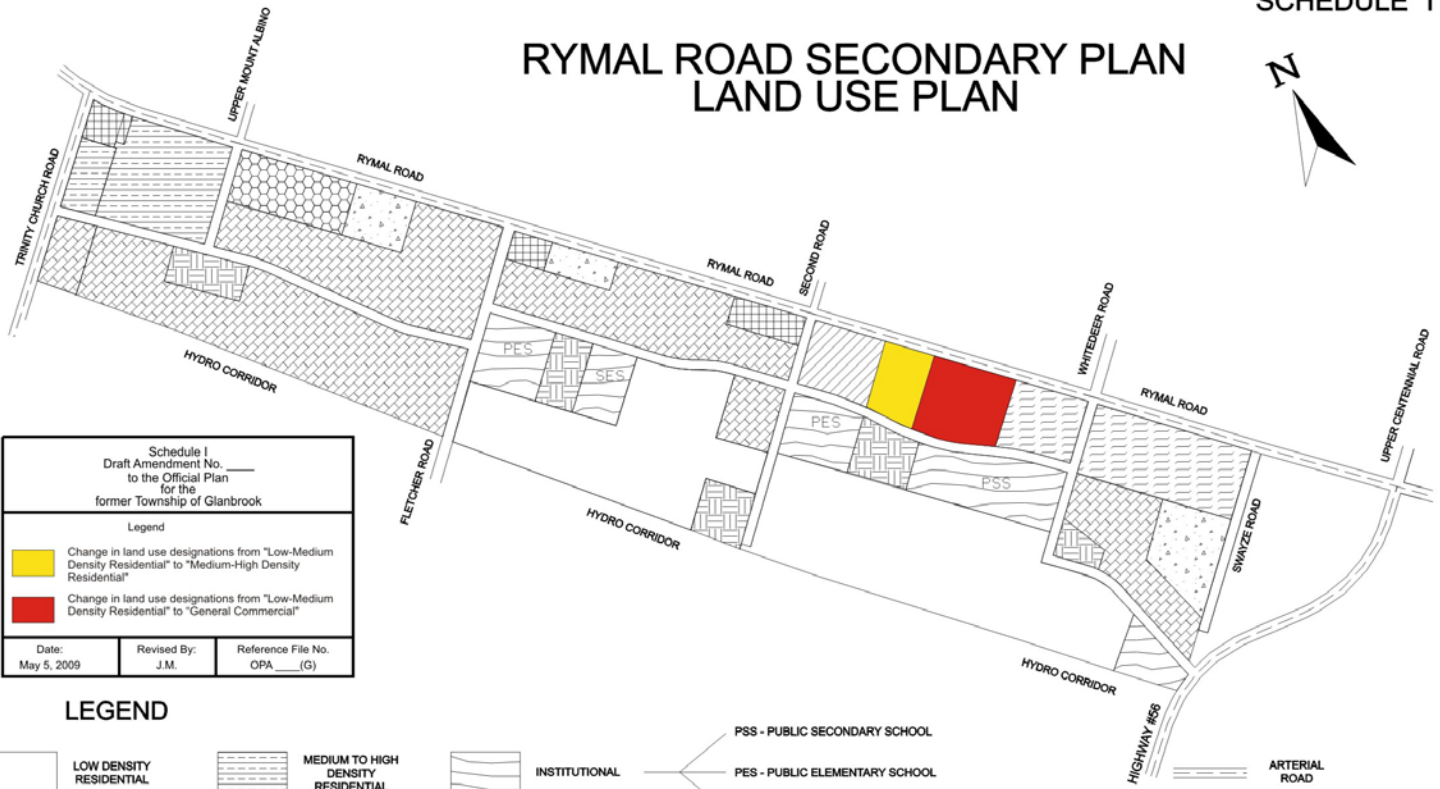 SCHEDULE 1
RYMAL ROAD SECONDARY PLAN
LAND USE PLAN
N
UPPER MOUNT ALBINO
TRINITY CHURCH ROAD
RYMAL ROAD
RYMAL ROAD
SECOND ROAD
WHITEDEER ROAD
RYMAL ROAD
UPPER CENTENNIAL ROAD
HYDRO CORRIDOR
PES
SES
PES
PSS
FLETCHER ROAD
HYDRO CORRIDOR
SWAYZE ROAD
HYDRO CORRIDOR
HIGHWAY #56
Schedule I
Draft Amendment No. ____
to the Official Plan
for the
former Township of Glanbrook
Legend
Change in land use designations from "Low-Medium
Density Residential" to "Medium-High Density
Residential"
Change in land use designations from "Low-Medium
Density Residential" to "General Commercial"
Date:
May 5, 2009
Revised By:
J.M.
Reference File No.
OPA ____(G)
LEGEND
LOW DENSITY
RESIDENTIAL
MEDIUM TO HIGH
DENSITY
RESIDENTIAL
INSTITUTIONAL
PSS - PUBLIC SECONDARY SCHOOL
PES - PUBLIC ELEMENTARY SCHOOL
ARTERIAL
ROAD